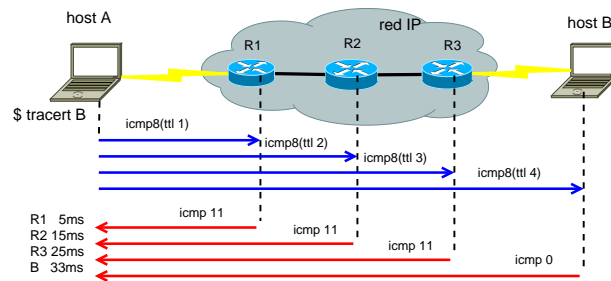 host A
red IP
host B
R1
R2
R3
$ tracert B
icmp8(ttl 1)
icmp8(ttl 2)
icmp8(ttl 3)
icmp8(ttl 4)
icmp 11
R1 5ms
icmp 11
R2 15ms
icmp 11
R3 25ms
icmp 0
B 33ms